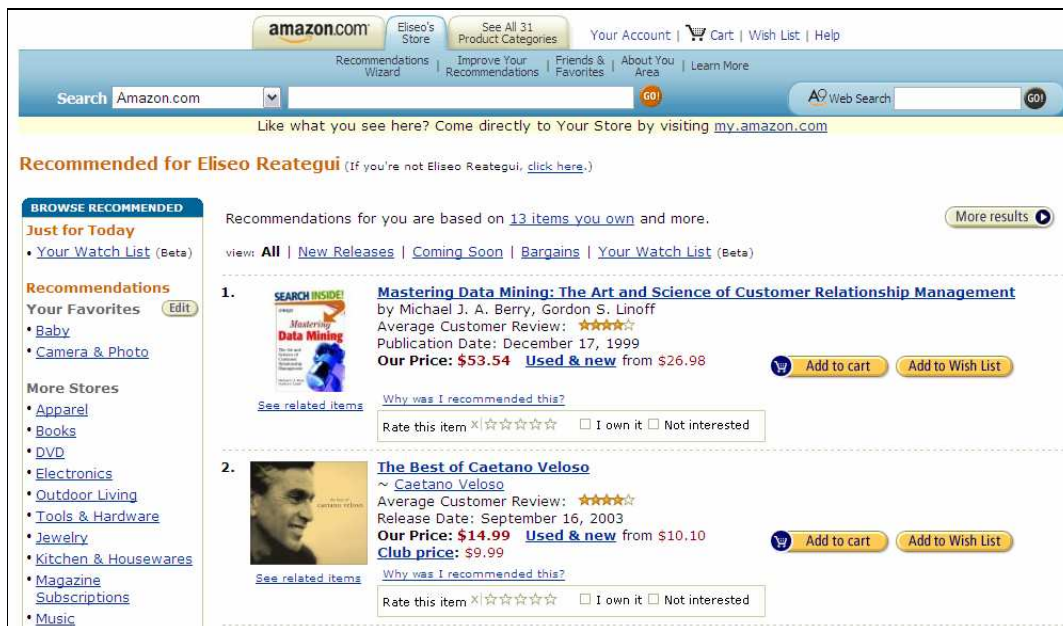 amazon.com
Eliseo's
Store
See All 31
Product Categories
Your Account | Cart | Wish List | Help
Recommendations
Wizard | Improve Your
Recommendations | Friends &
Favorites | About You
Area | Learn More
Search Amazon.com GO! A9 Web Search GO!
Like what you see here? Come directly to Your Store by visiting my.amazon.com
Recommended for Eliseo Reategui (If you're not Eliseo Reategui, click here.)
BROWSE RECOMMENDED
Just for Today
• Your Watch List (Beta)
Recommendations
Your Favorites Edit
• Baby
• Camera & Photo
More Stores
• Apparel
• Books
• DVD
• Electronics
• Outdoor Living
• Tools & Hardware
• Jewelry
• Kitchen & Housewares
• Magazine
Subscriptions
• Music
Recommendations for you are based on 13 items you own and more.
More results
view: All | New Releases | Coming Soon | Bargains | Your Watch List (Beta)
1.
SEARCH INSIDE!
Mastering
Data Mining
See related items
Mastering Data Mining: The Art and Science of Customer Relationship Management
by Michael J. A. Berry, Gordon S. Linoff
Average Customer Review:
Publication Date: December 17, 1999
Our Price: $53.54 Used & new from $26.98
Add to cart Add to Wish List
Why was I recommended this?
Rate this item X I own it Not interested
2.
caetano veloso
See related items
The Best of Caetano Veloso
~ Caetano Veloso
Average Customer Review:
Release Date: September 16, 2003
Our Price: $14.99 Used & new from $10.10
Club price: $9.99
Add to cart Add to Wish List
Why was I recommended this?
Rate this item X I own it Not interested